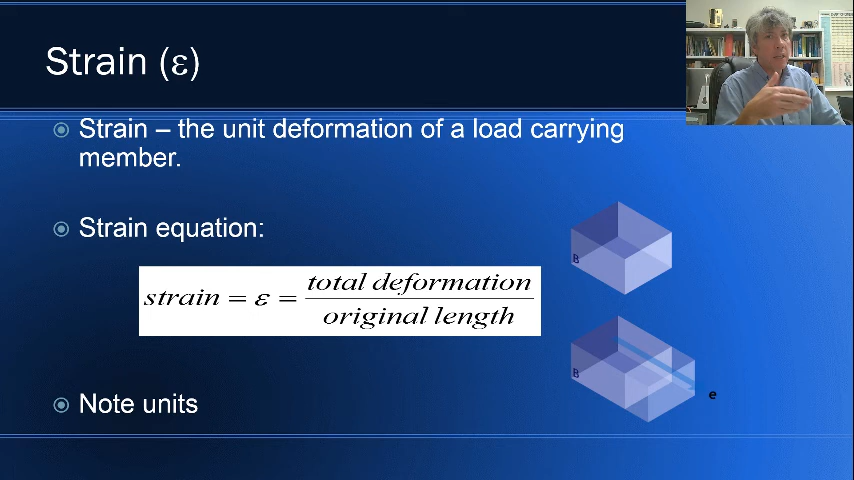 Strain (ε)
Strain – the unit deformation of a load carrying
member.
Strain equation:
strain = ε = total deformation / original length
B
B
e
Note units